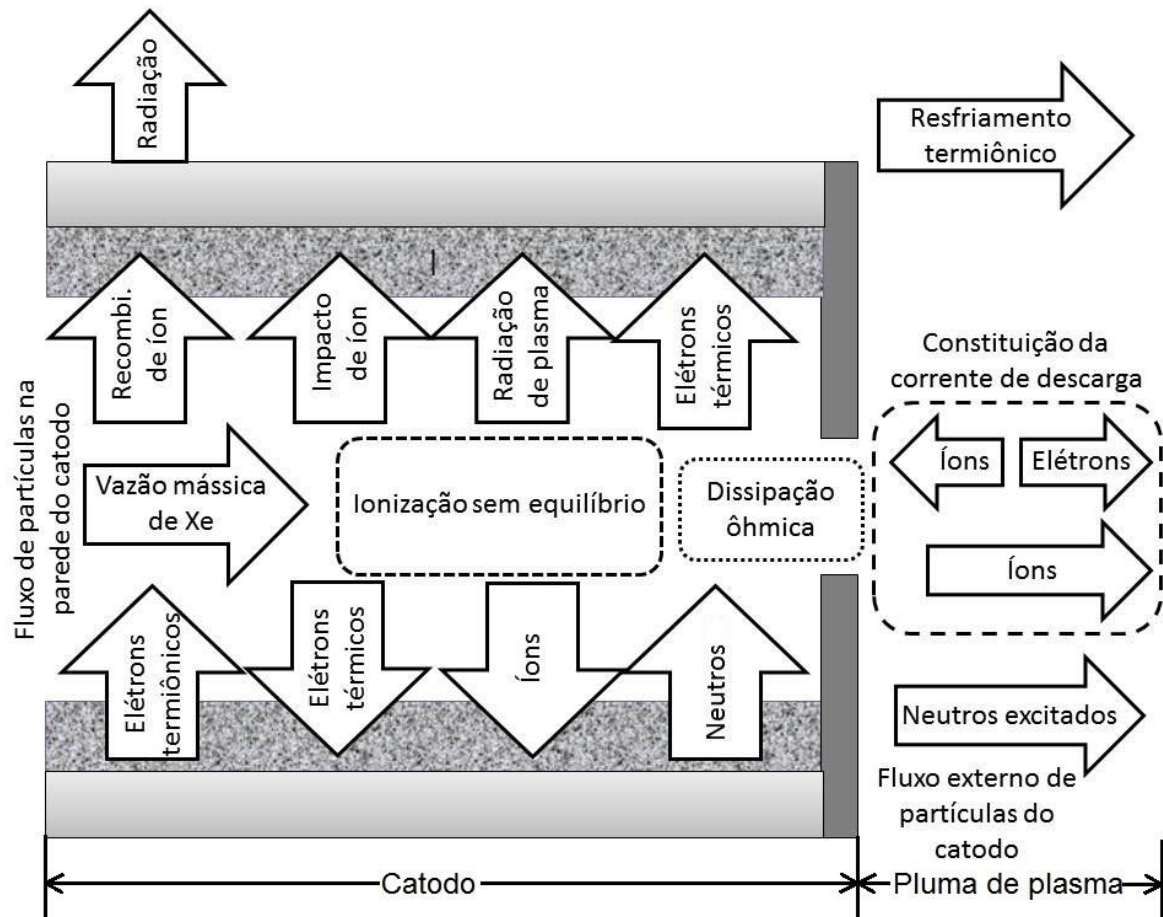 Radiação
Resfriamento
termiônico
Recombi.
de íon
Impacto
de íon
Radiação
de plasma
Elétrons
térmicos
Constituição da
corrente de descarga
Fluxo de partículas na
parede do catodo
Vazão mássica
de Xe
Ionização sem equilíbrio
Dissipação
ôhmica
Íons
Elétrons
Íons
Elétrons
termiônicos
Elétrons
térmicos
Íons
Neutros
Neutros excitados
Fluxo externo de
partículas do
catodo
Catodo
Pluma de plasma